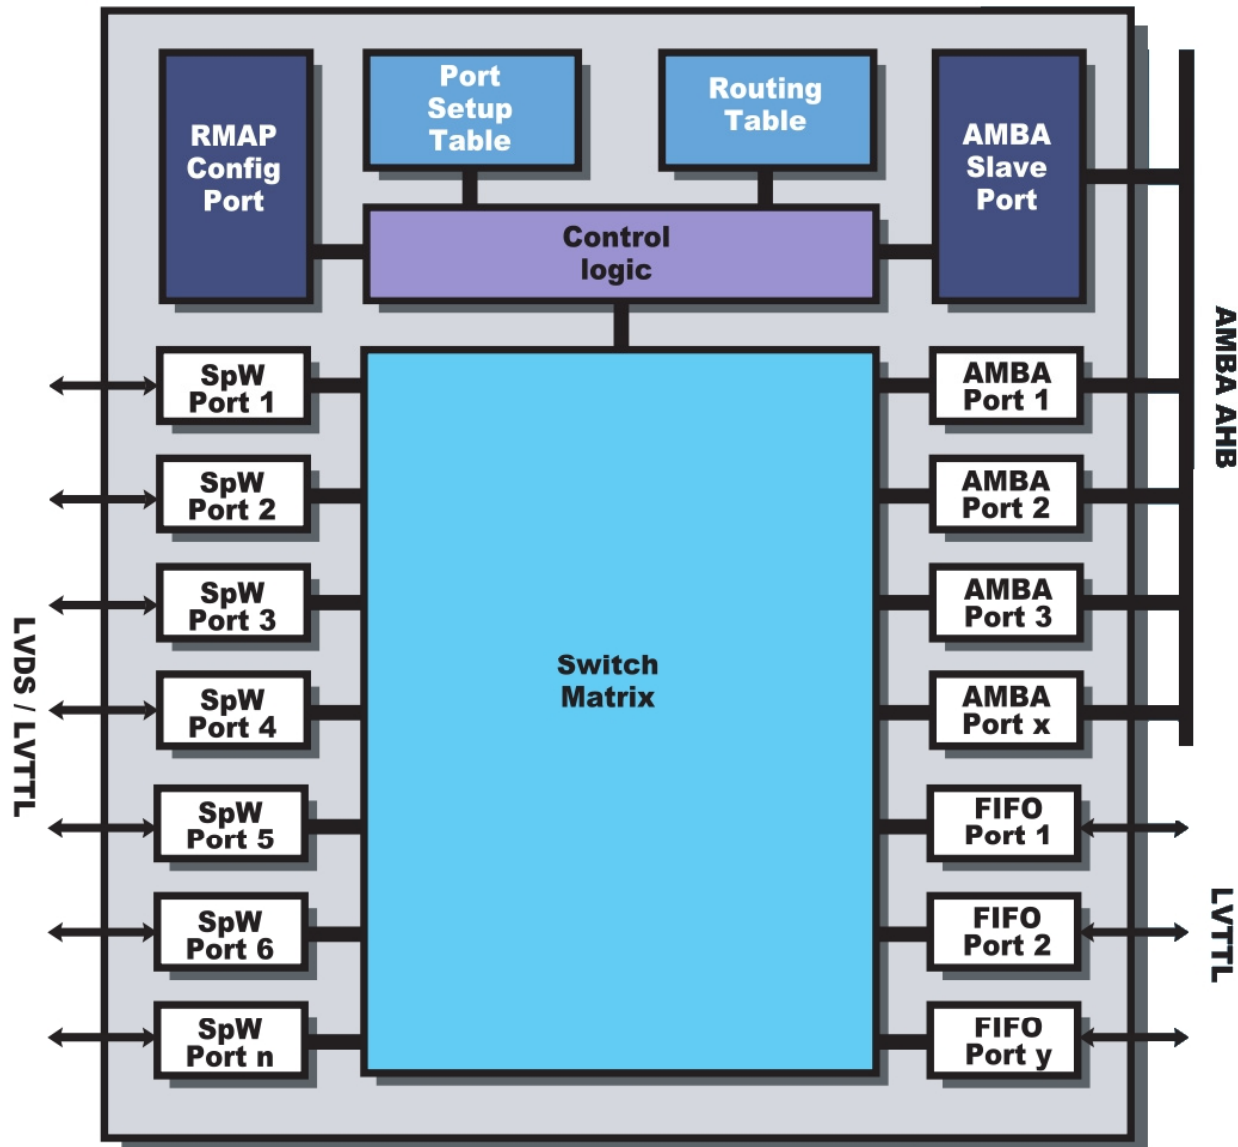 RMAP
Config
Port
Port
Setup
Table
Routing
Table
AMBA
Slave
Port
Control
logic
SpW
Port 1
SpW
Port 2
SpW
Port 3
SpW
Port 4
SpW
Port 5
SpW
Port 6
SpW
Port n
LVDS / LVTTL
Switch
Matrix
AMBA
Port 1
AMBA
Port 2
AMBA
Port 3
AMBA
Port x
FIFO
Port 1
FIFO
Port 2
FIFO
Port y
AMBA AHB
LVTTL